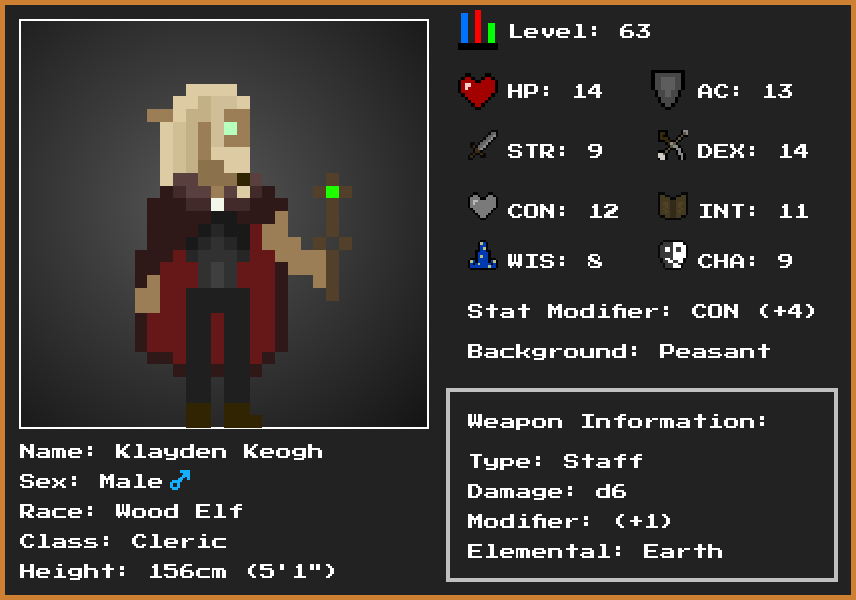 Level: 63
HP: 14 AC: 13
STR: 9 DEX: 14
CON: 12 INT: 11
WIS: 8 CHA: 9
Stat Modifier: CON (+4)
Background: Peasant
Weapon Information:
Type: Staff
Damage: d6
Modifier: (+1)
Elemental: Earth
Name: Klayden Keogh
Sex: Male ♂
Race: Wood Elf
Class: Cleric
Height: 156cm (5'1")